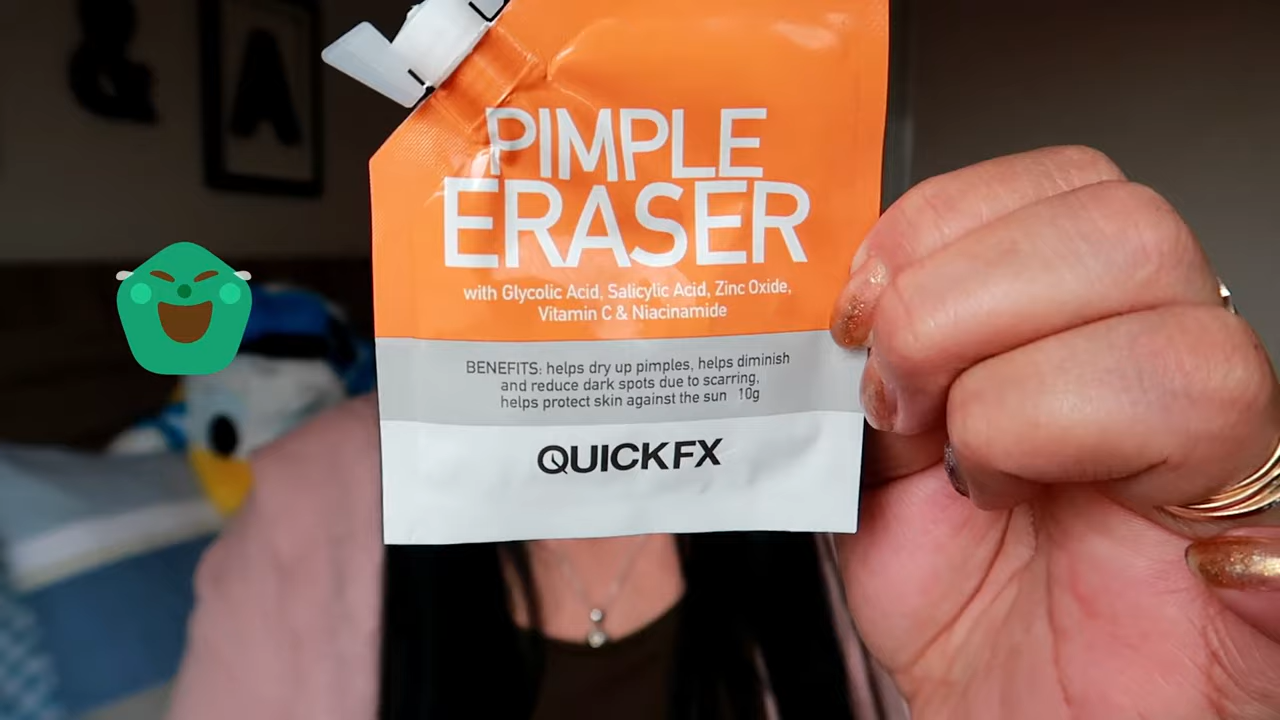 &
A
PIMPLE
ERASER
with Glycolic Acid, Salicylic Acid, Zinc Oxide,
Vitamin C & Niacinamide
BENEFITS: helps dry up pimples, helps diminish
and reduce dark spots due to scarring,
helps protect skin against the sun 10g
QUICKFX